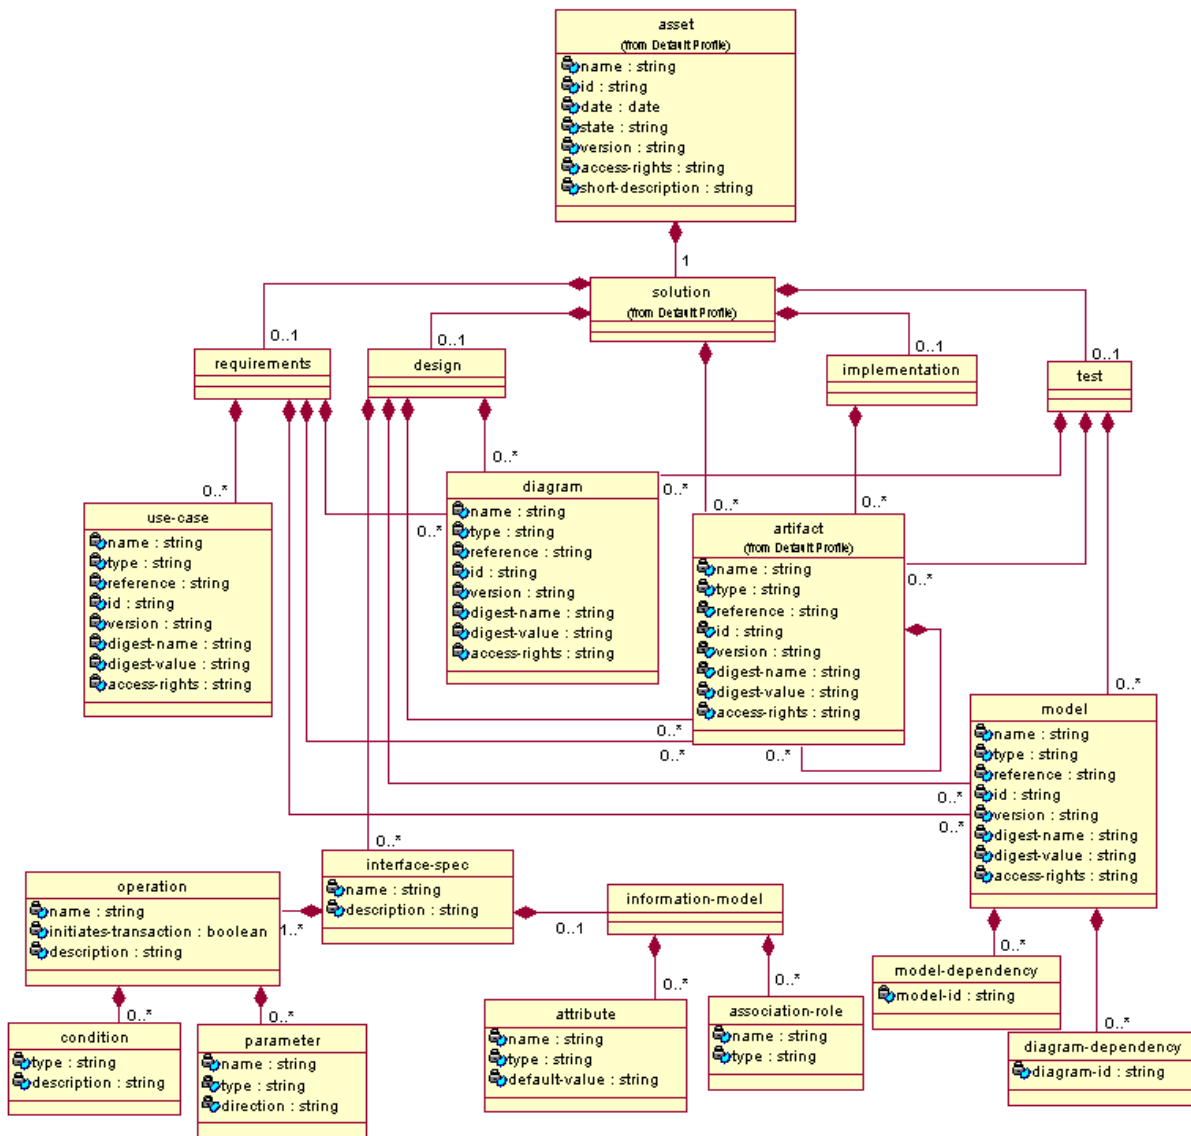 asset
(from Default Profile)
name : string
id : string
date : date
state : string
version : string
access-rights : string
short-description : string
1
solution
(from Default Profile)
0..1
0..1
0..1
0..1
requirements
design
implementation
test
0..*
0..*
0..*
0..*
0..*
0..*
0..*
use-case
name : string
type : string
reference : string
id : string
version : string
digest-name : string
digest-value : string
access-rights : string
diagram
name : string
type : string
reference : string
id : string
version : string
digest-name : string
digest-value : string
access-rights : string
artifact
(from Default Profile)
name : string
type : string
reference : string
id : string
version : string
digest-name : string
digest-value : string
access-rights : string
0..*
0..*
0..*
0..*
0..*
0..*
model
name : string
type : string
reference : string
id : string
version : string
digest-name : string
digest-value : string
access-rights : string
0..*
interface-spec
name : string
description : string
operation
name : string
initiates-transaction : boolean
description : string
1..*
0..1
information-model
0..*
0..*
0..*
0..*
0..*
0..*
condition
type : string
description : string
parameter
name : string
type : string
direction : string
attribute
name : string
type : string
default-value : string
association-role
name : string
type : string
model-dependency
model-id : string
diagram-dependency
diagram-id : string